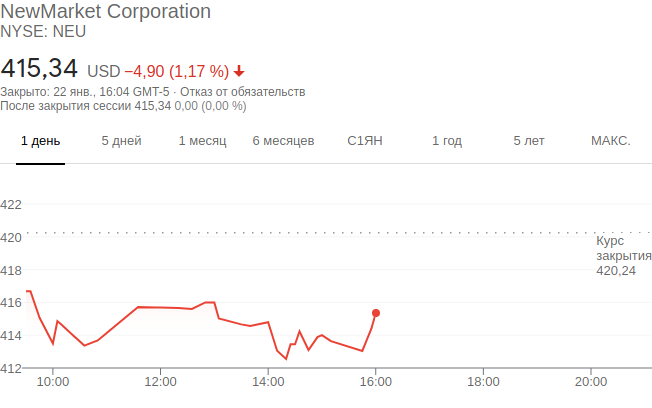 NewMarket Corporation
NYSE: NEU
415,34 USD −4,90 (1,17 %)
Закрыто: 22 янв., 16:04 GMT-5 · Отказ от обязательств
После закрытия сессии 415,34 0,00 (0,00 %)
1 день 5 дней 1 месяц 6 месяцев С1ЯН 1 год 5 лет МАКС.
422
420
Курс
закрытия
418 420,24
416
414
412
10:00 12:00 14:00 16:00 18:00 20:00